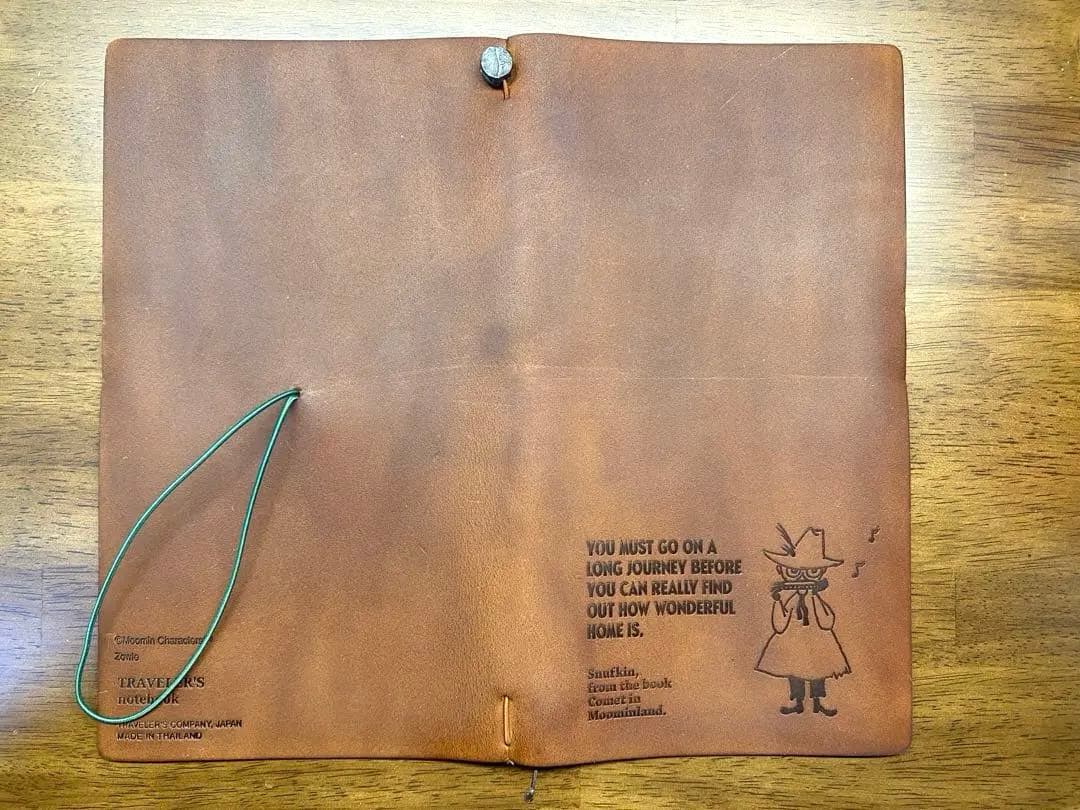 YOU MUST GO ON A
LONG JOURNEY BEFORE
YOU CAN REALLY FIND
OUT HOW WONDERFUL
HOME IS.
Snufkin,
from the book
Comet in
Moominland.
©Moomin Characters
TRAVELER'S
notebook
TRAVELER'S COMPANY, JAPAN
MADE IN THAILAND